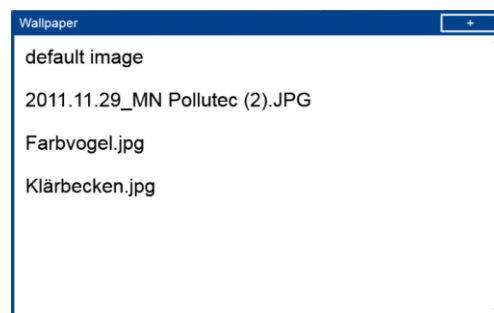 Wallpaper +
default image
2011.11.29_MN Pollutec (2).JPG
Farbvogel.jpg
Klärbecken.jpg